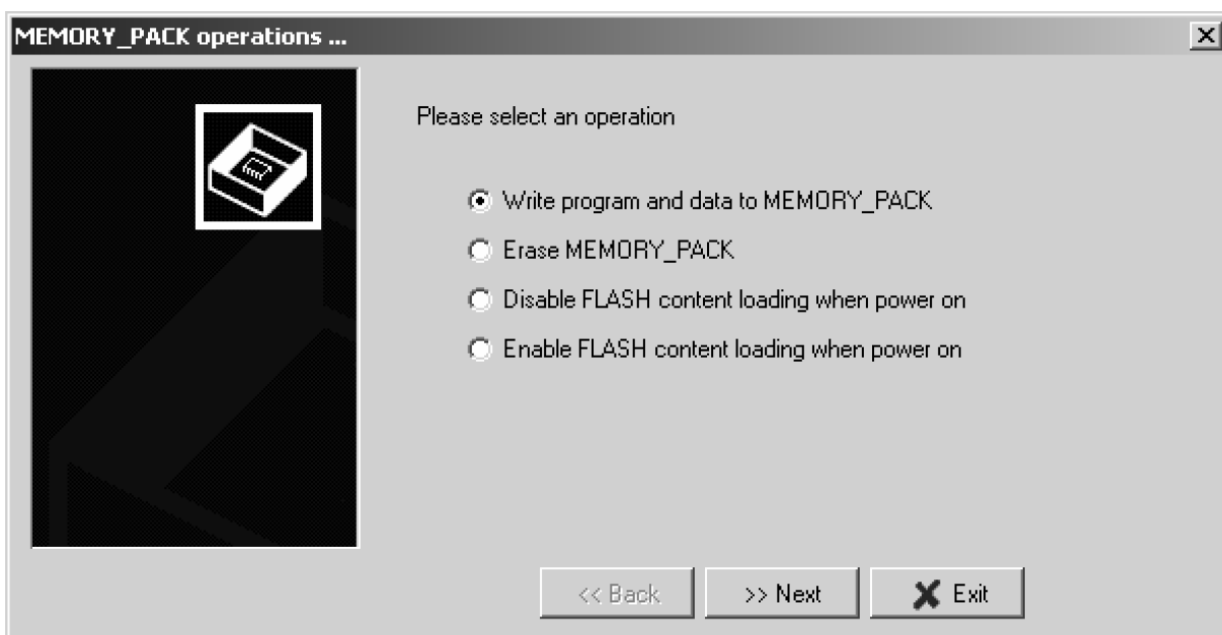 MEMORY_PACK operations ...
Please select an operation
Write program and data to MEMORY_PACK
Erase MEMORY_PACK
Disable FLASH content loading when power on
Enable FLASH content loading when power on
<< Back >> Next Exit